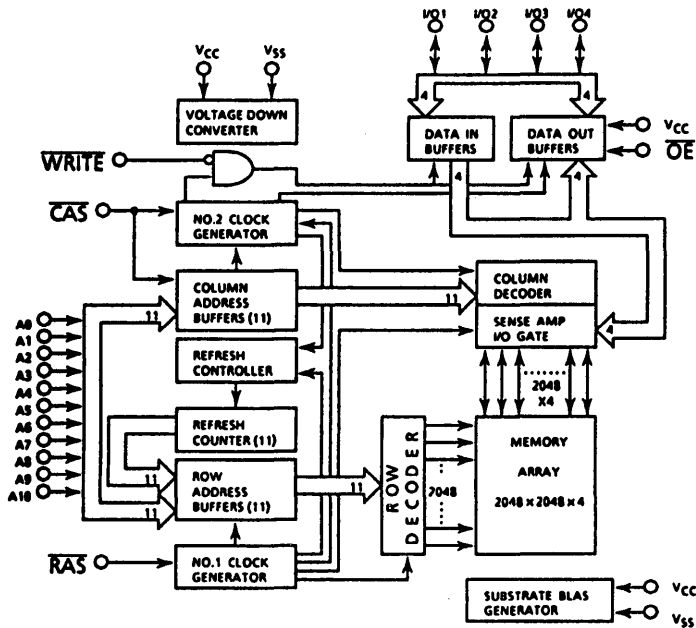 I/O1 I/O2 I/O3 I/O4
VCC VSS
4 4
VOLTAGE DOWN
CONVERTER
DATA IN
BUFFERS
DATA OUT
BUFFERS
VCC
OE
WRITE
4 4
CAS
NO.2 CLOCK
GENERATOR
COLUMN
ADDRESS
BUFFERS (11)
11
11
COLUMN
DECODER
SENSE AMP
I/O GATE
4
A0
A1
A2
A3
A4
A5
A6
A7
A8
A9
A10
REFRESH
CONTROLLER
........
2048
X4
REFRESH
COUNTER (11)
11
ROW
ADDRESS
BUFFERS (11)
11
11
ROW
DECODER
2048
MEMORY
ARRAY
2048 x 2048 x 4
RAS
NO.1 CLOCK
GENERATOR
SUBSTRATE BLAS
GENERATOR
VCC
VSS